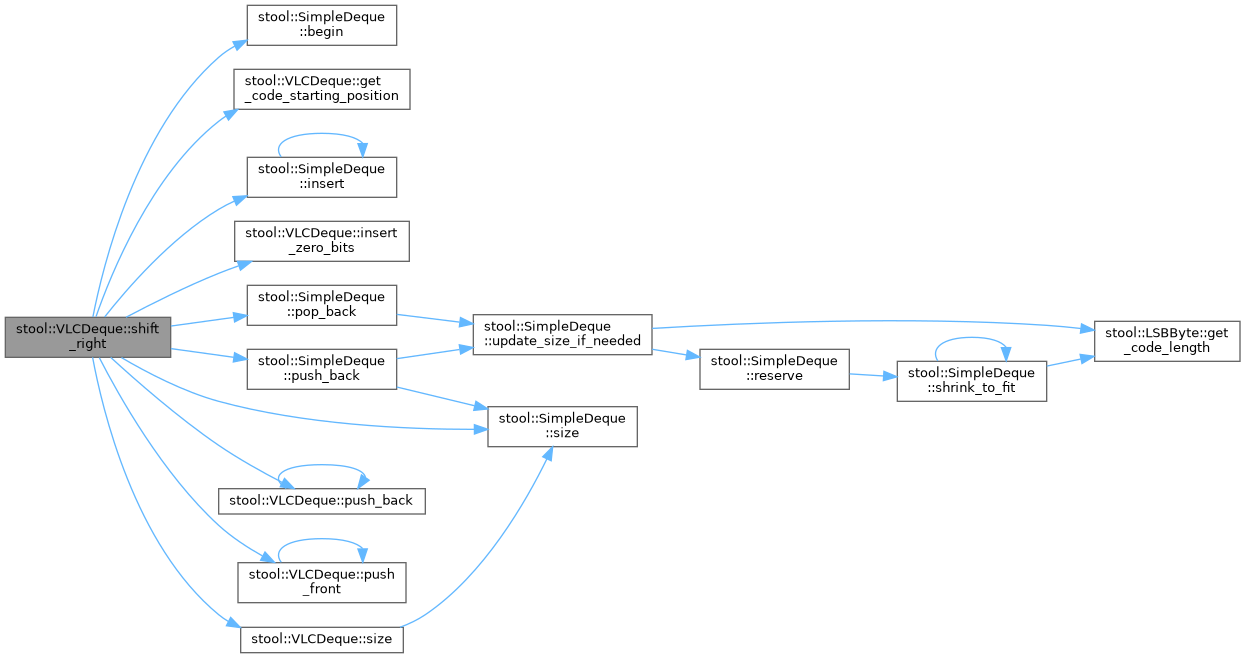 stool::SimpleDeque
::begin
stool::VLCDeque::get
_code_starting_position
stool::SimpleDeque
::insert
stool::VLCDeque::insert
_zero_bits
stool::SimpleDeque
::pop_back
stool::VLCDeque::shift
_right
stool::SimpleDeque
::push_back
stool::SimpleDeque
::update_size_if_needed
stool::SimpleDeque
::reserve
stool::SimpleDeque
::shrink_to_fit
stool::LSBByte::get
_code_length
stool::SimpleDeque
::size
stool::VLCDeque::push_back
stool::VLCDeque::push
_front
stool::VLCDeque::size